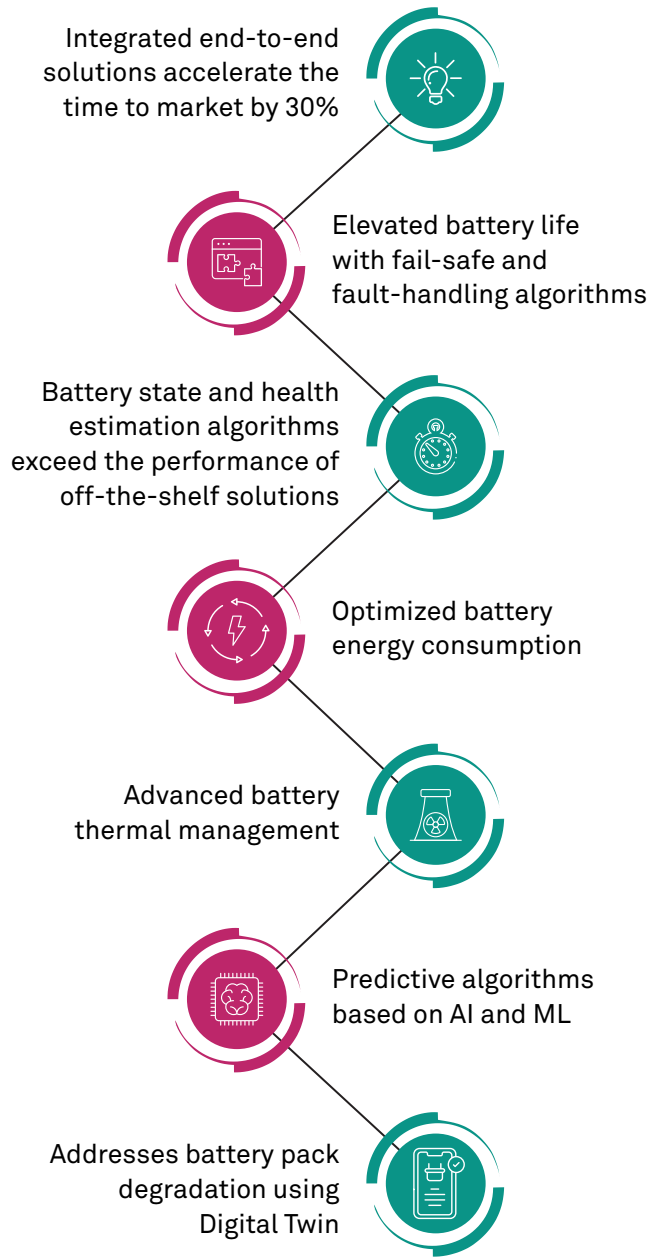 Integrated end-to-end
solutions accelerate the
time to market by 30%
Elevated battery life
with fail-safe and
fault-handling algorithms
Battery state and health
estimation algorithms
exceed the performance of
off-the-shelf solutions
Optimized battery
energy consumption
Advanced battery
thermal management
Predictive algorithms
based on AI and ML
Addresses battery pack
degradation using
Digital Twin